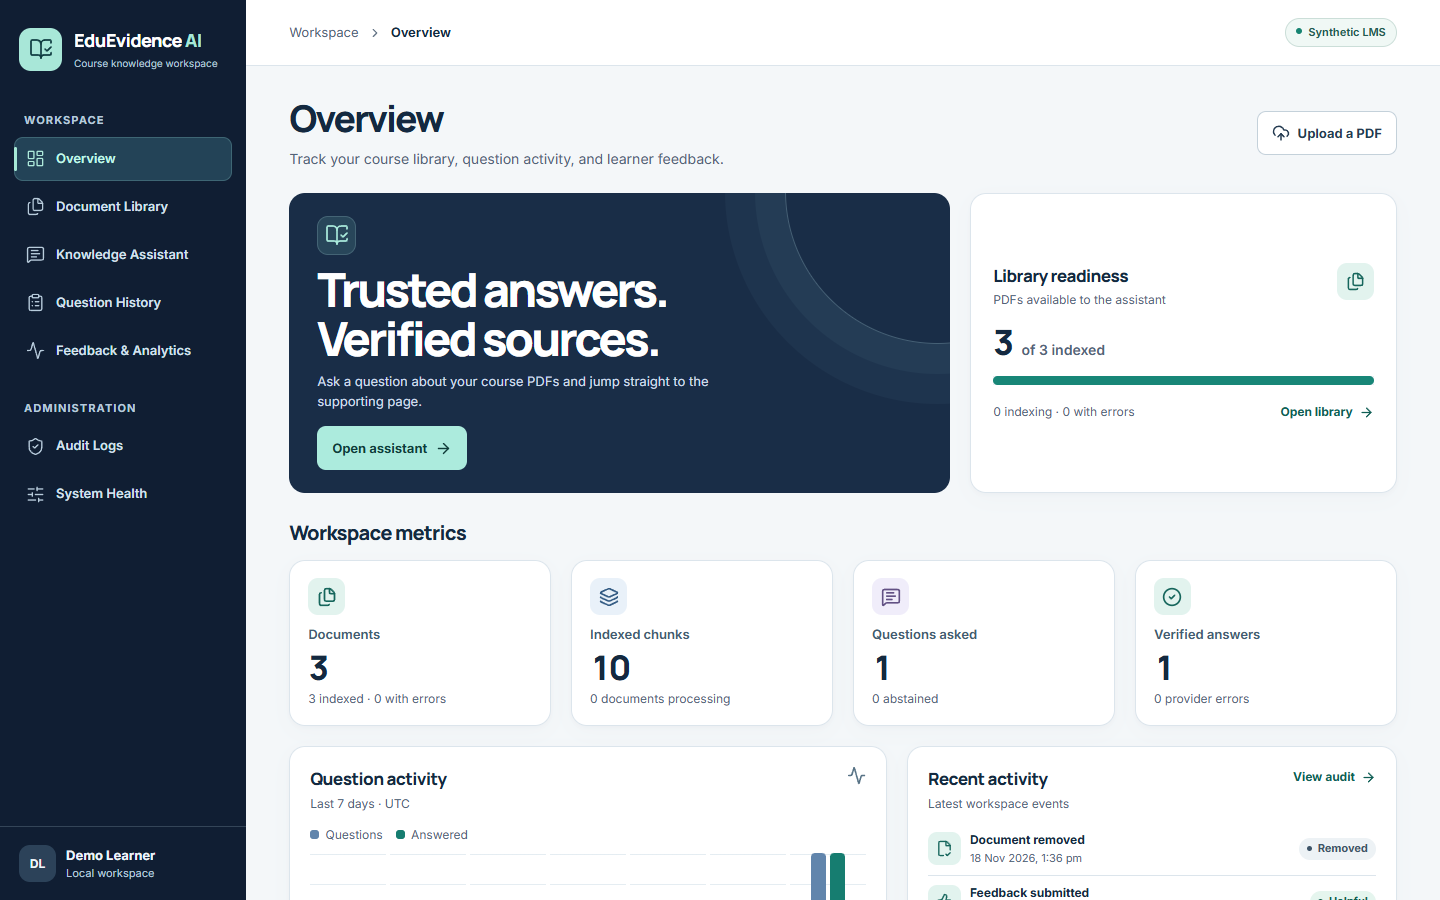 EduEvidence AI
Course knowledge workspace
WORKSPACE
Overview
Document Library
Knowledge Assistant
Question History
Feedback & Analytics
ADMINISTRATION
Audit Logs
System Health
DL
Demo Learner
Local workspace
Workspace > Overview
Synthetic LMS
Overview
Track your course library, question activity, and learner feedback.
Upload a PDF
Trusted answers.
Verified sources.
Ask a question about your course PDFs and jump straight to the
supporting page.
Open assistant →
Library readiness
PDFs available to the assistant
3 of 3 indexed
0 indexing · 0 with errors
Open library →
Workspace metrics
Documents
3
3 indexed · 0 with errors
Indexed chunks
10
0 documents processing
Questions asked
1
0 abstained
Verified answers
1
0 provider errors
Question activity
Last 7 days · UTC
Questions
Answered
Recent activity
View audit →
Latest workspace events
Document removed
18 Nov 2026, 1:36 pm
Removed
Feedback submitted
Helpful